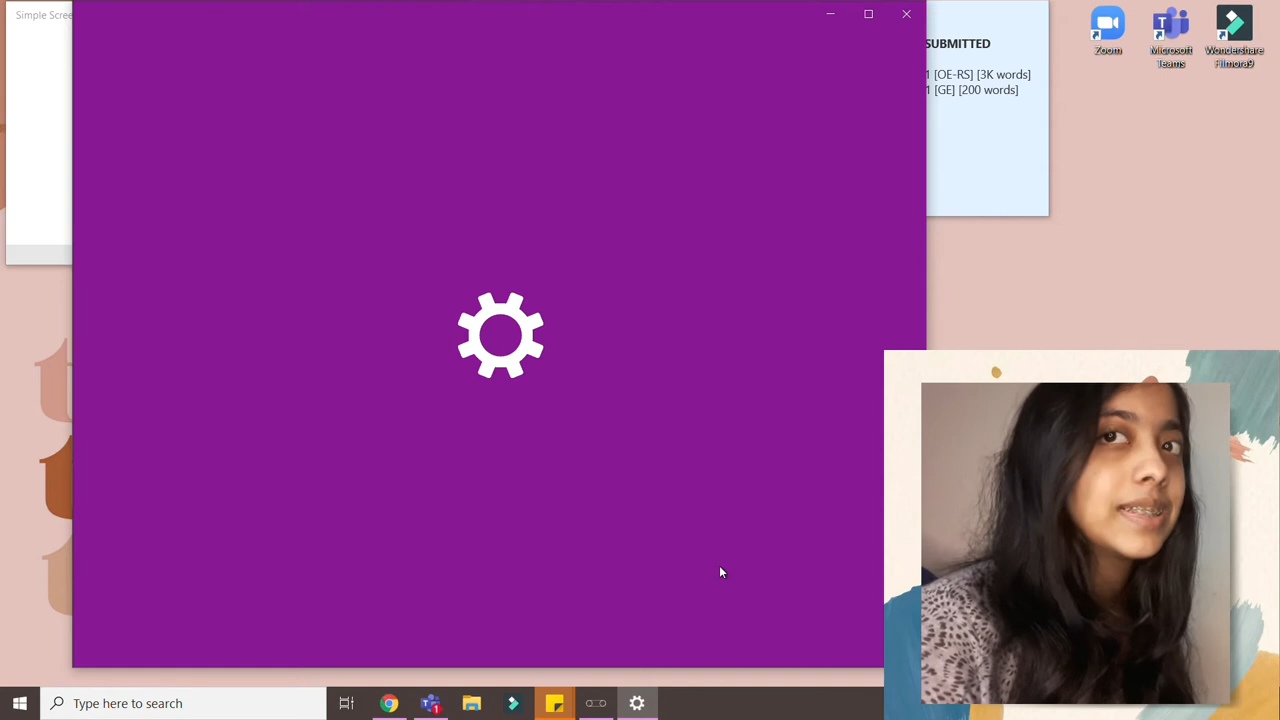 Simple Scree
SUBMITTED
1 [OE-RS] [3K words]
1 [GE] [200 words]
Zoom
Microsoft
Teams
Wondershare
Filmora9
t
t
t
Type here to search
1